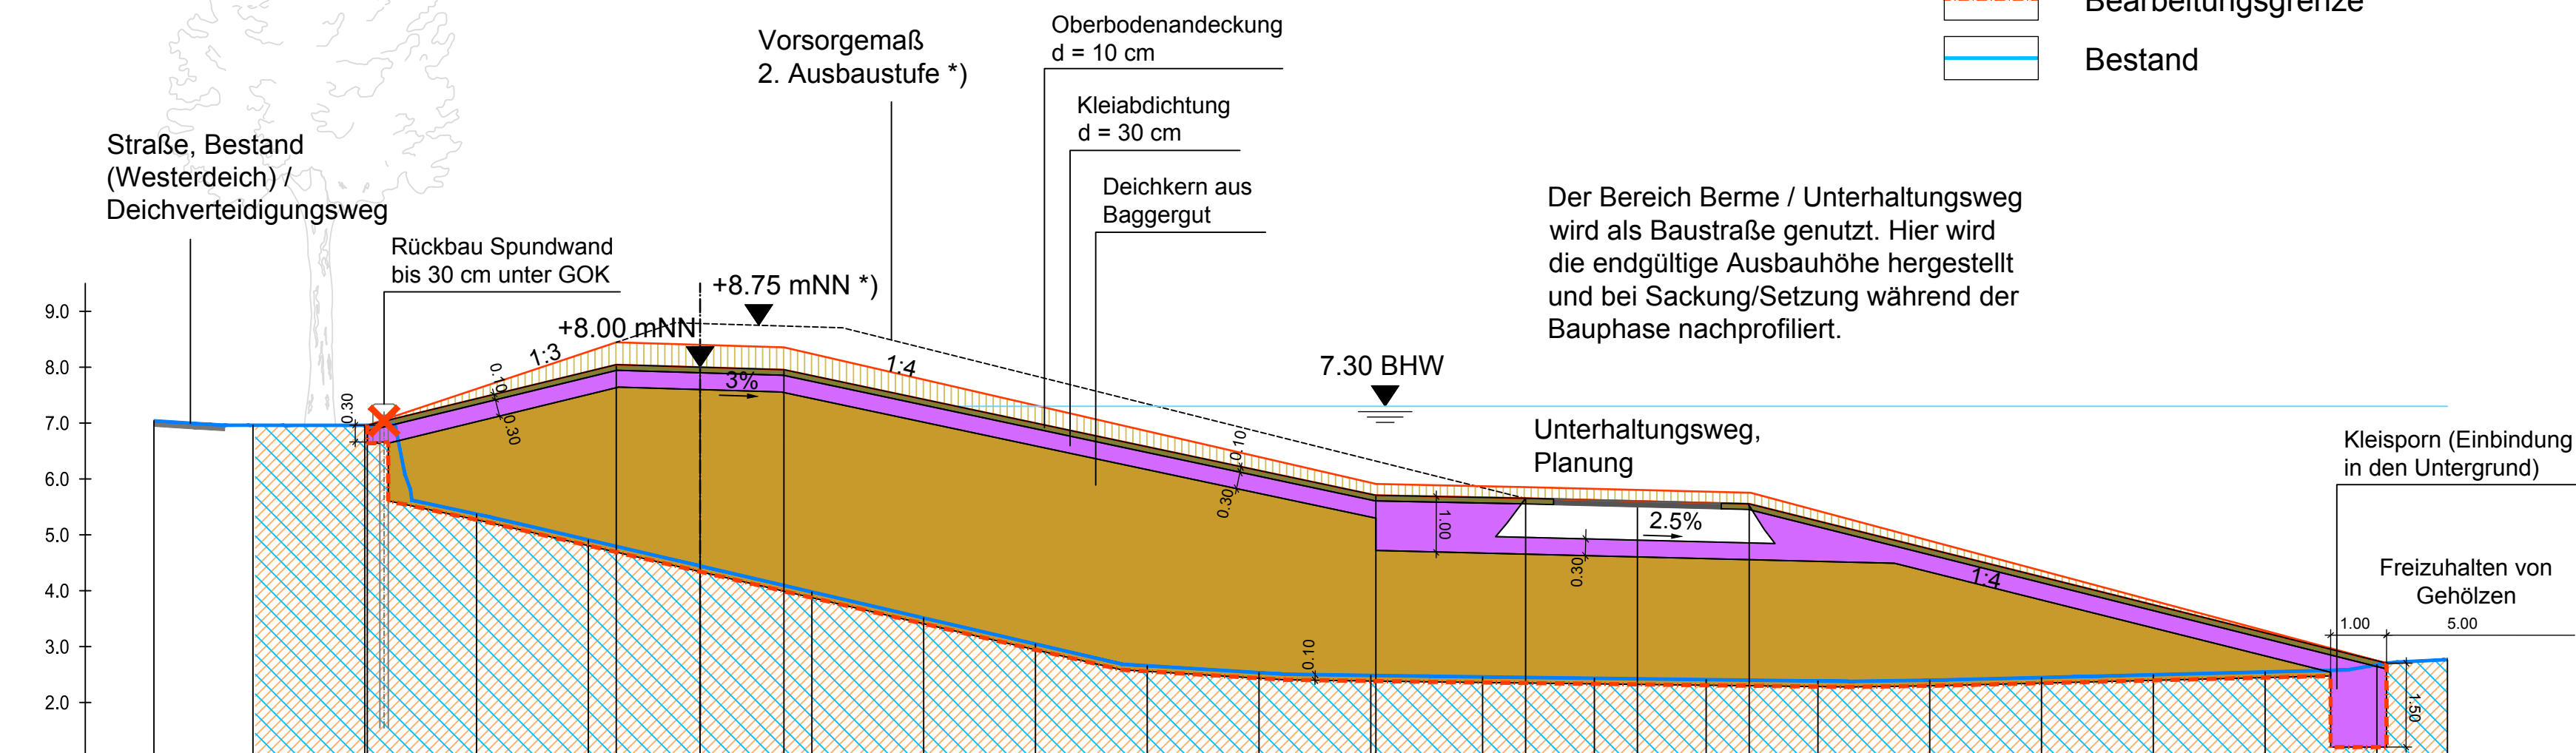 Bearbeitungsgrenze
Bestand
Oberbodenandeckung
d = 10 cm
Vorsorgemaß
2. Ausbaustufe *)
Kleiabdichtung
d = 30 cm
Straße, Bestand
(Westerdeich) /
Deichverteidigungsweg
Deichkern aus
Baggergut
Der Bereich Berme / Unterhaltungsweg
wird als Baustraße genutzt. Hier wird
die endgültige Ausbauhöhe hergestellt
und bei Sackung/Setzung während der
Bauphase nachprofiliert.
Rückbau Spundwand
bis 30 cm unter GOK
+8.75 mNN *)
+8.00 mNN
9.0
8.0
7.0
6.0
5.0
4.0
3.0
2.0
1:3
1:4
3%
7.30 BHW
0.30
0.10
0.30
0.10
0.30
Unterhaltungsweg,
Planung
Kleisporn (Einbindung
in den Untergrund)
1.00
2.5%
0.30
1:4
Freizuhalten von
Gehölzen
1.00
5.00
0.10
1.50